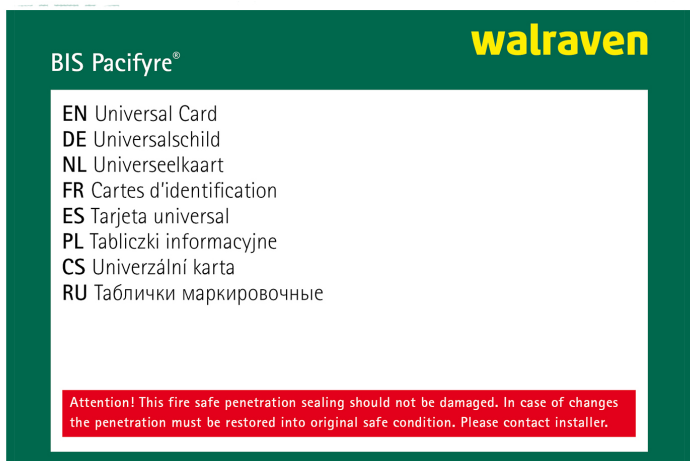 walraven
BIS Pacifyre®
EN Universal Card
DE Universalschild
NL Universeelkaart
FR Cartes d'identification
ES Tarjeta universal
PL Tabliczki informacyjne
CS Univerzální karta
RU Таблички маркировочные
Attention! This fire safe penetration sealing should not be damaged. In case of changes
the penetration must be restored into original safe condition. Please contact installer.